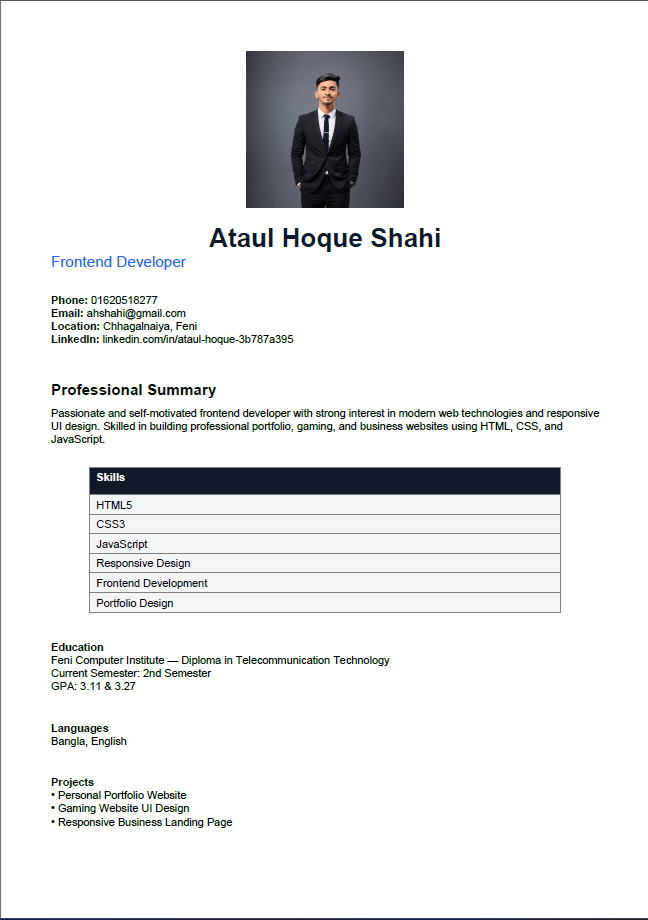 Ataul Hoque Shahi
Frontend Developer
Phone: 01620518277
Email: ahshahi@gmail.com
Location: Chhagalnaiya, Feni
LinkedIn: linkedin.com/in/ataul-hoque-3b787a395
Professional Summary
Passionate and self-motivated frontend developer with strong interest in modern web technologies and responsive
UI design. Skilled in building professional portfolio, gaming, and business websites using HTML, CSS, and
JavaScript.
Skills
HTML5
CSS3
JavaScript
Responsive Design
Frontend Development
Portfolio Design
Education
Feni Computer Institute — Diploma in Telecommunication Technology
Current Semester: 2nd Semester
GPA: 3.11 & 3.27
Languages
Bangla, English
Projects
• Personal Portfolio Website
• Gaming Website UI Design
• Responsive Business Landing Page